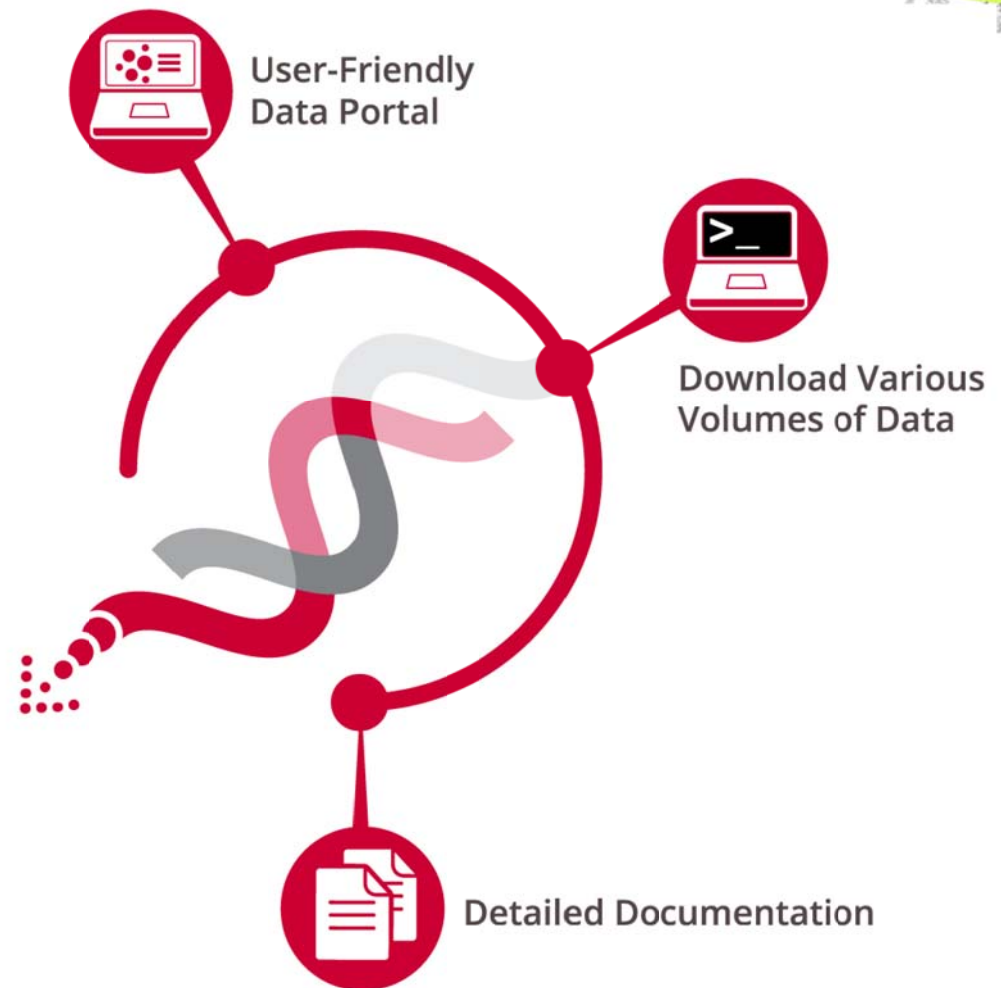 User-Friendly
Data Portal
>_
Download Various
Volumes of Data
Detailed Documentation